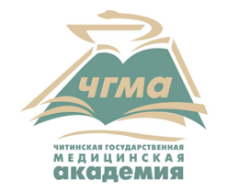 ЧГМА
ЧИТИНСКАЯ ГОСУДАРСТВЕННАЯ
МЕДИЦИНСКАЯ
академия